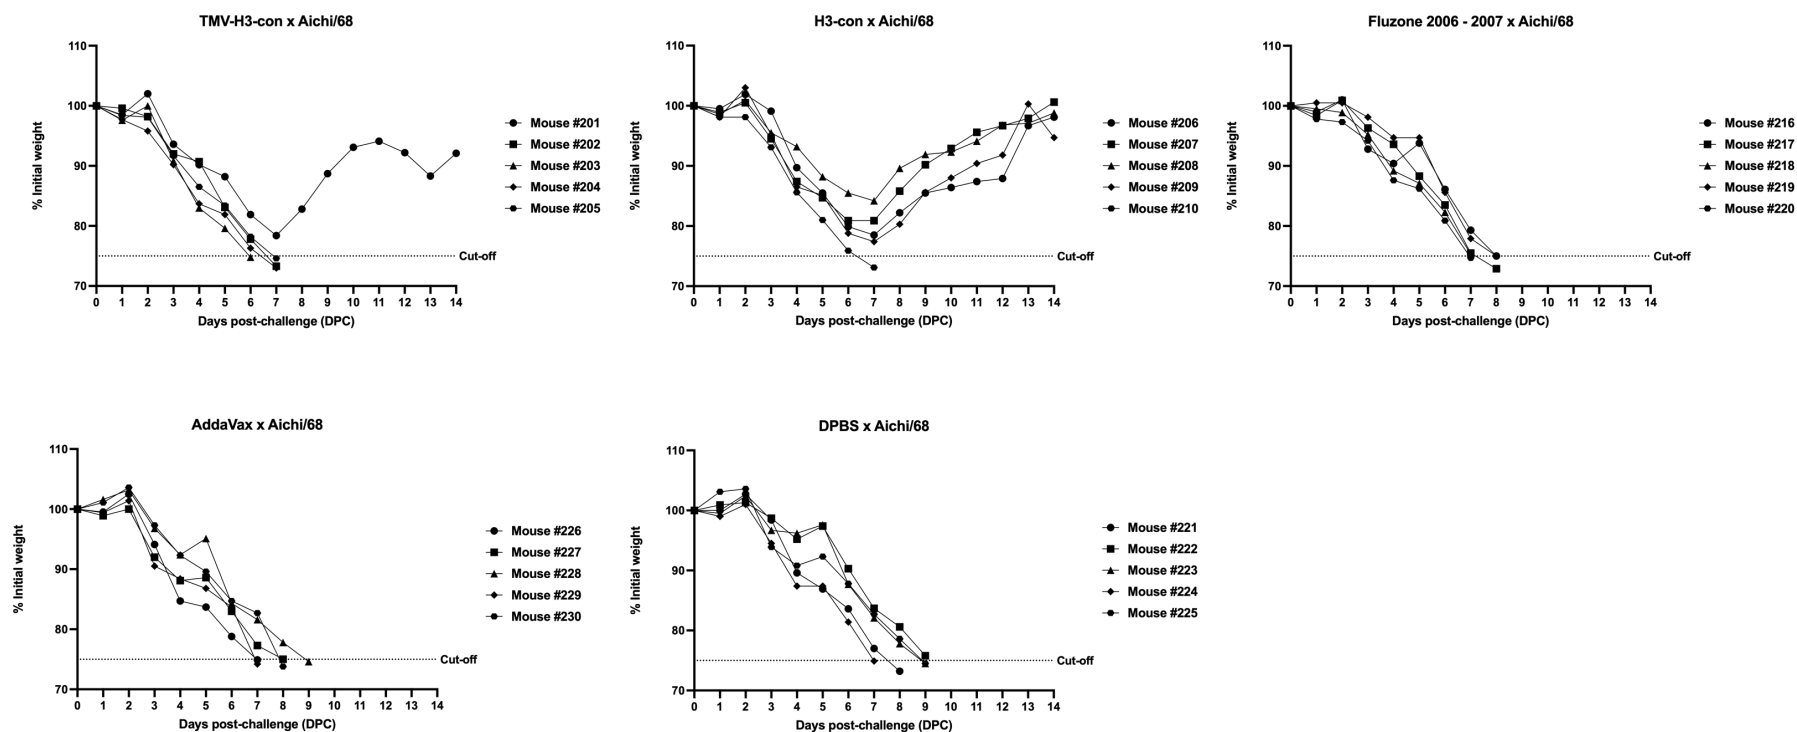 TMV-H3-con x Aichi/68
% Initial weight
110
100
90
80
70
0 1 2 3 4 5 6 7 8 9 10 11 12 13 14
Days post-challenge (DPC)
Cut-off
Mouse #201
Mouse #202
Mouse #203
Mouse #204
Mouse #205
H3-con x Aichi/68
% Initial weight
110
100
90
80
70
0 1 2 3 4 5 6 7 8 9 10 11 12 13 14
Days post-challenge (DPC)
Cut-off
Mouse #206
Mouse #207
Mouse #208
Mouse #209
Mouse #210
Fluzone 2006 - 2007 x Aichi/68
% Initial weight
110
100
90
80
70
0 1 2 3 4 5 6 7 8 9 10 11 12 13 14
Days post-challenge (DPC)
Cut-off
Mouse #216
Mouse #217
Mouse #218
Mouse #219
Mouse #220
AddaVax x Aichi/68
% Initial weight
110
100
90
80
70
0 1 2 3 4 5 6 7 8 9 10 11 12 13 14
Days post-challenge (DPC)
Cut-off
Mouse #226
Mouse #227
Mouse #228
Mouse #229
Mouse #230
DPBS x Aichi/68
% Initial weight
110
100
90
80
70
0 1 2 3 4 5 6 7 8 9 10 11 12 13 14
Days post-challenge (DPC)
Cut-off
Mouse #221
Mouse #222
Mouse #223
Mouse #224
Mouse #225